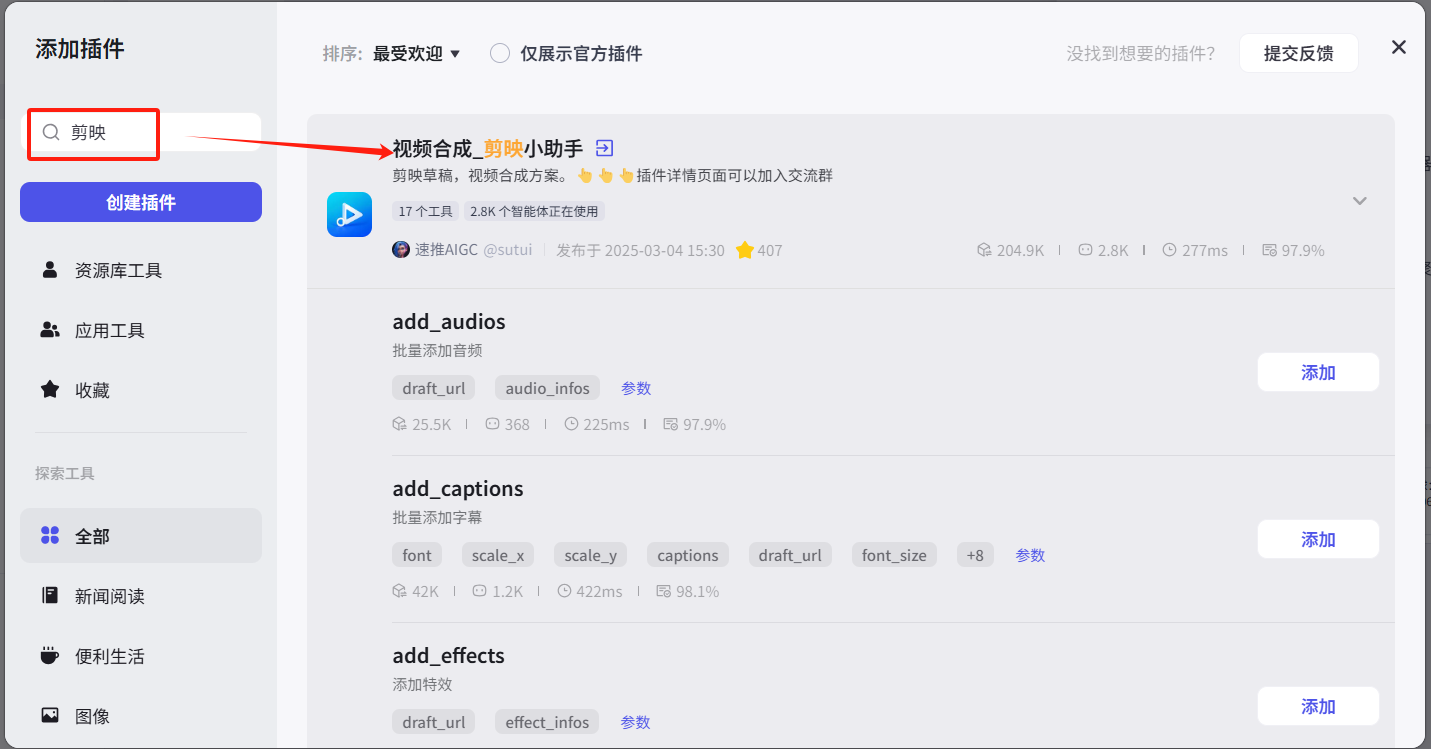 添加插件
剪映
创建插件
资源库工具
应用工具
收藏
探索工具
全部
新闻阅读
便利生活
图像
排序: 最受欢迎 仅展示官方插件 没找到想要的插件? 提交反馈
视频合成_剪映小助手
剪映草稿，视频合成方案。👆👆👆插件详情页面可以加入交流群
17 个工具 2.8K 个智能体正在使用
速推AIGC @sutui 发布于 2025-03-04 15:30 407 204.9K 2.8K 277ms 97.9%
add_audios
批量添加音频
draft_url audio_infos 参数
25.5K 368 225ms 97.9%
添加
add_captions
批量添加字幕
font scale_x scale_y captions draft_url font_size +8 参数
42K 1.2K 422ms 98.1%
添加
add_effects
添加特效
draft_url effect_infos 参数
添加